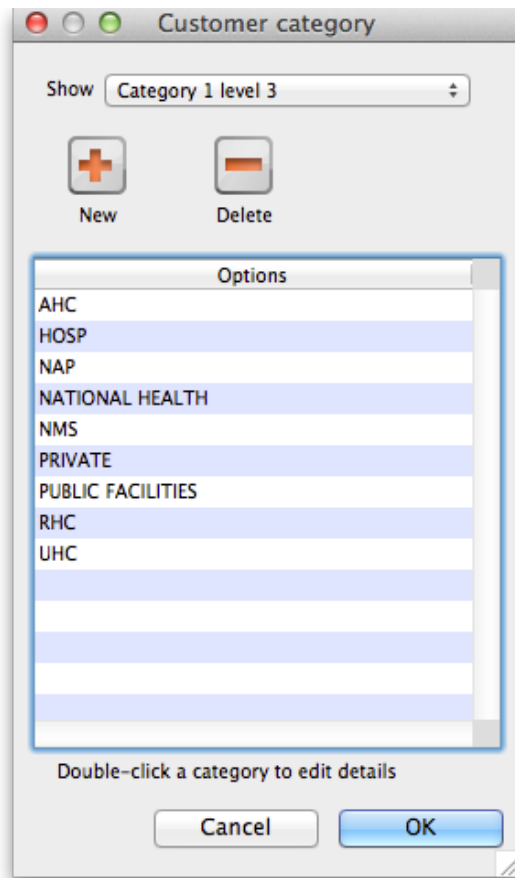 Customer category
Show Category 1 level 3
New Delete
Options
AHC
HOSP
NAP
NATIONAL HEALTH
NMS
PRIVATE
PUBLIC FACILITIES
RHC
UHC
Double-click a category to edit details
Cancel OK